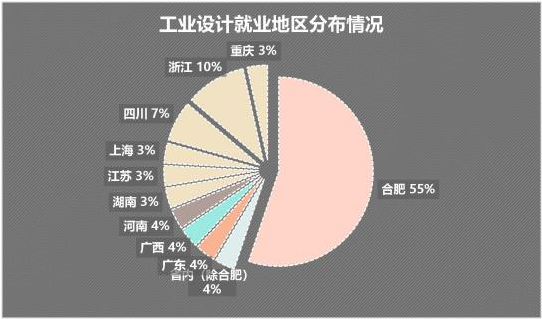 工业设计就业地区分布情况
重庆 3%
浙江 10%
四川 7%
上海 3%
江苏 3%
湖南 3%
河南 4%
广西 4%
广东 4%
省内（除合肥）
4%
合肥 55%